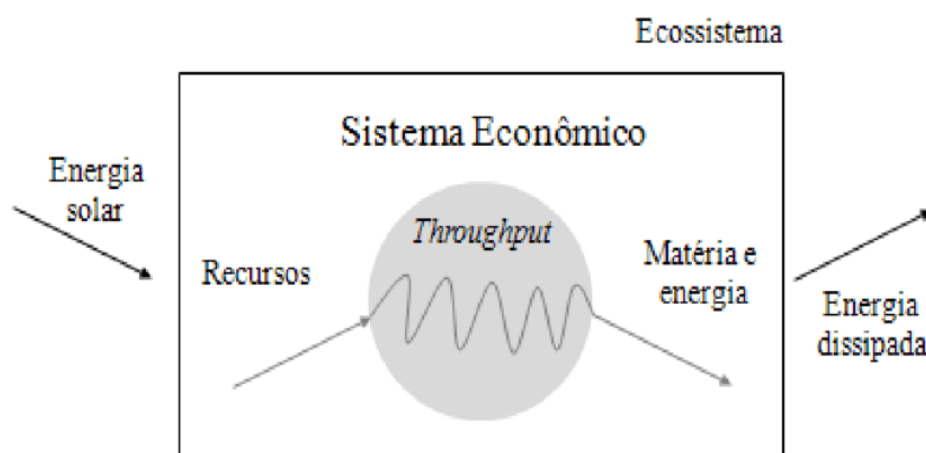 Ecossistema
Sistema Econômico
Energia
solar
Throughput
Recursos
Matéria e
energia
Energia
dissipada